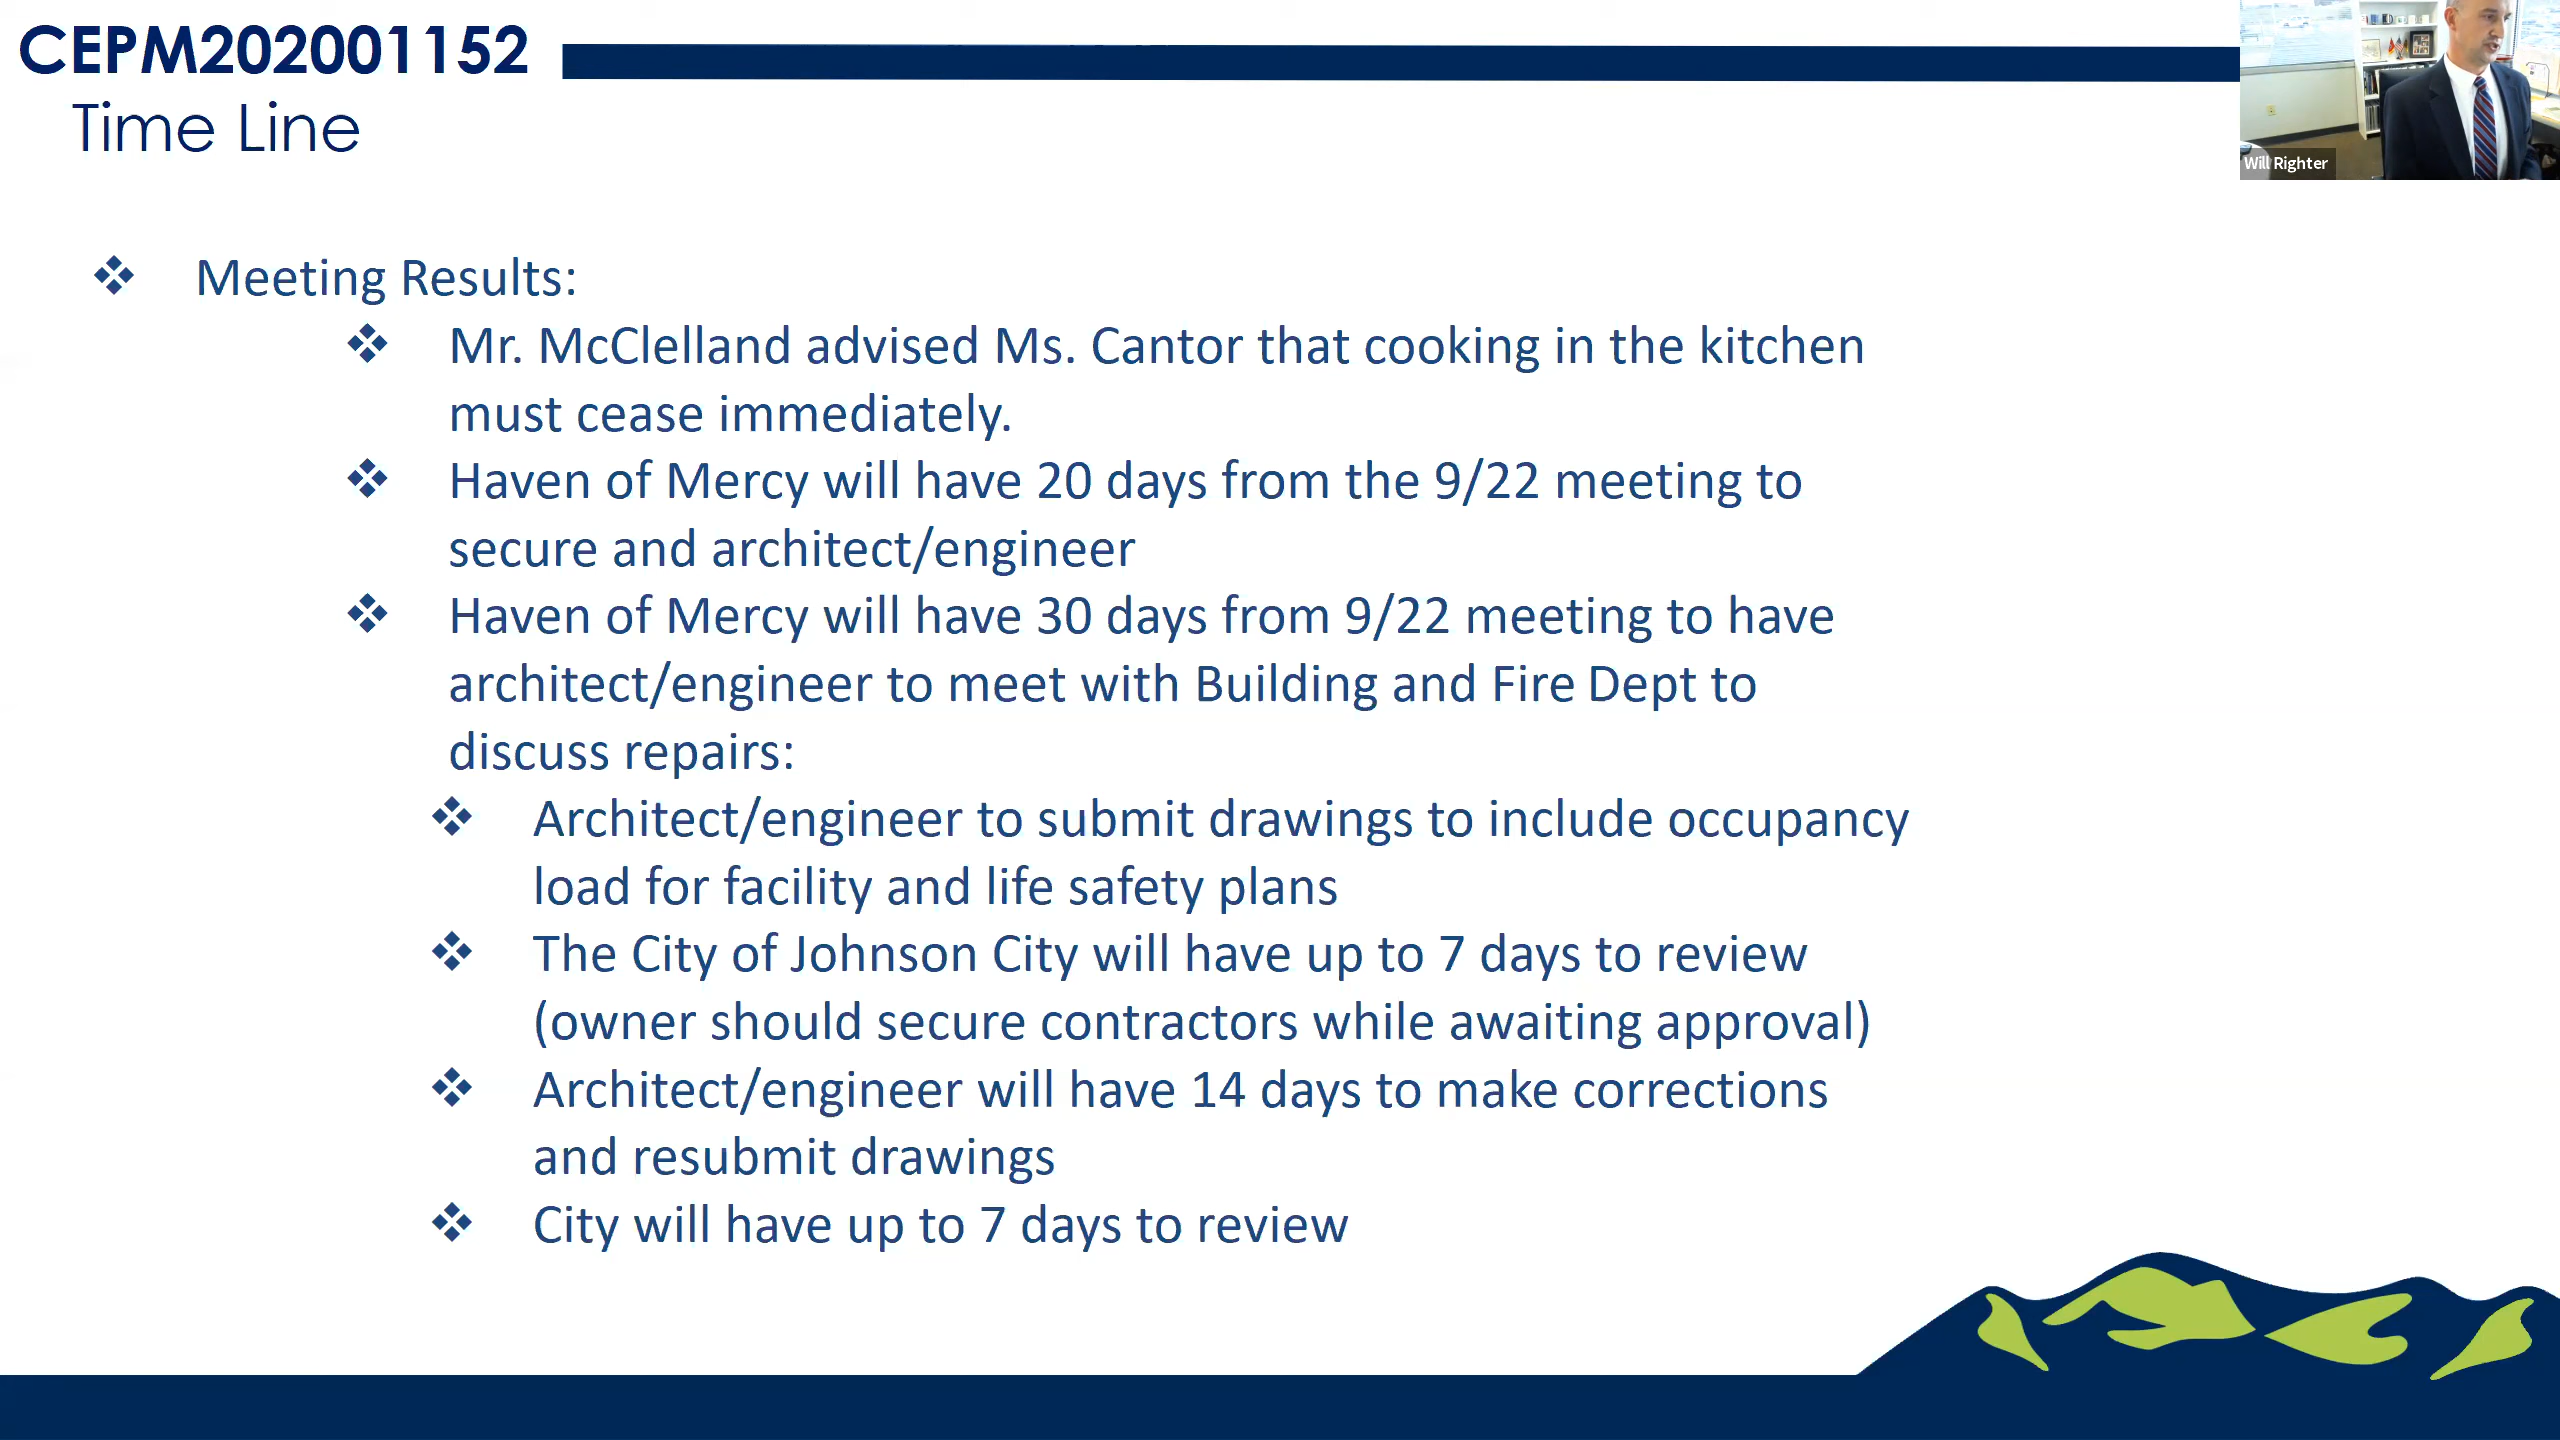 CEPM202001152
Time Line
Will Righter
❖ Meeting Results:
❖ Mr. McClelland advised Ms. Cantor that cooking in the kitchen
must cease immediately.
❖ Haven of Mercy will have 20 days from the 9/22 meeting to
secure and architect/engineer
❖ Haven of Mercy will have 30 days from 9/22 meeting to have
architect/engineer to meet with Building and Fire Dept to
discuss repairs:
❖ Architect/engineer to submit drawings to include occupancy
load for facility and life safety plans
❖ The City of Johnson City will have up to 7 days to review
(owner should secure contractors while awaiting approval)
❖ Architect/engineer will have 14 days to make corrections
and resubmit drawings
❖ City will have up to 7 days to review